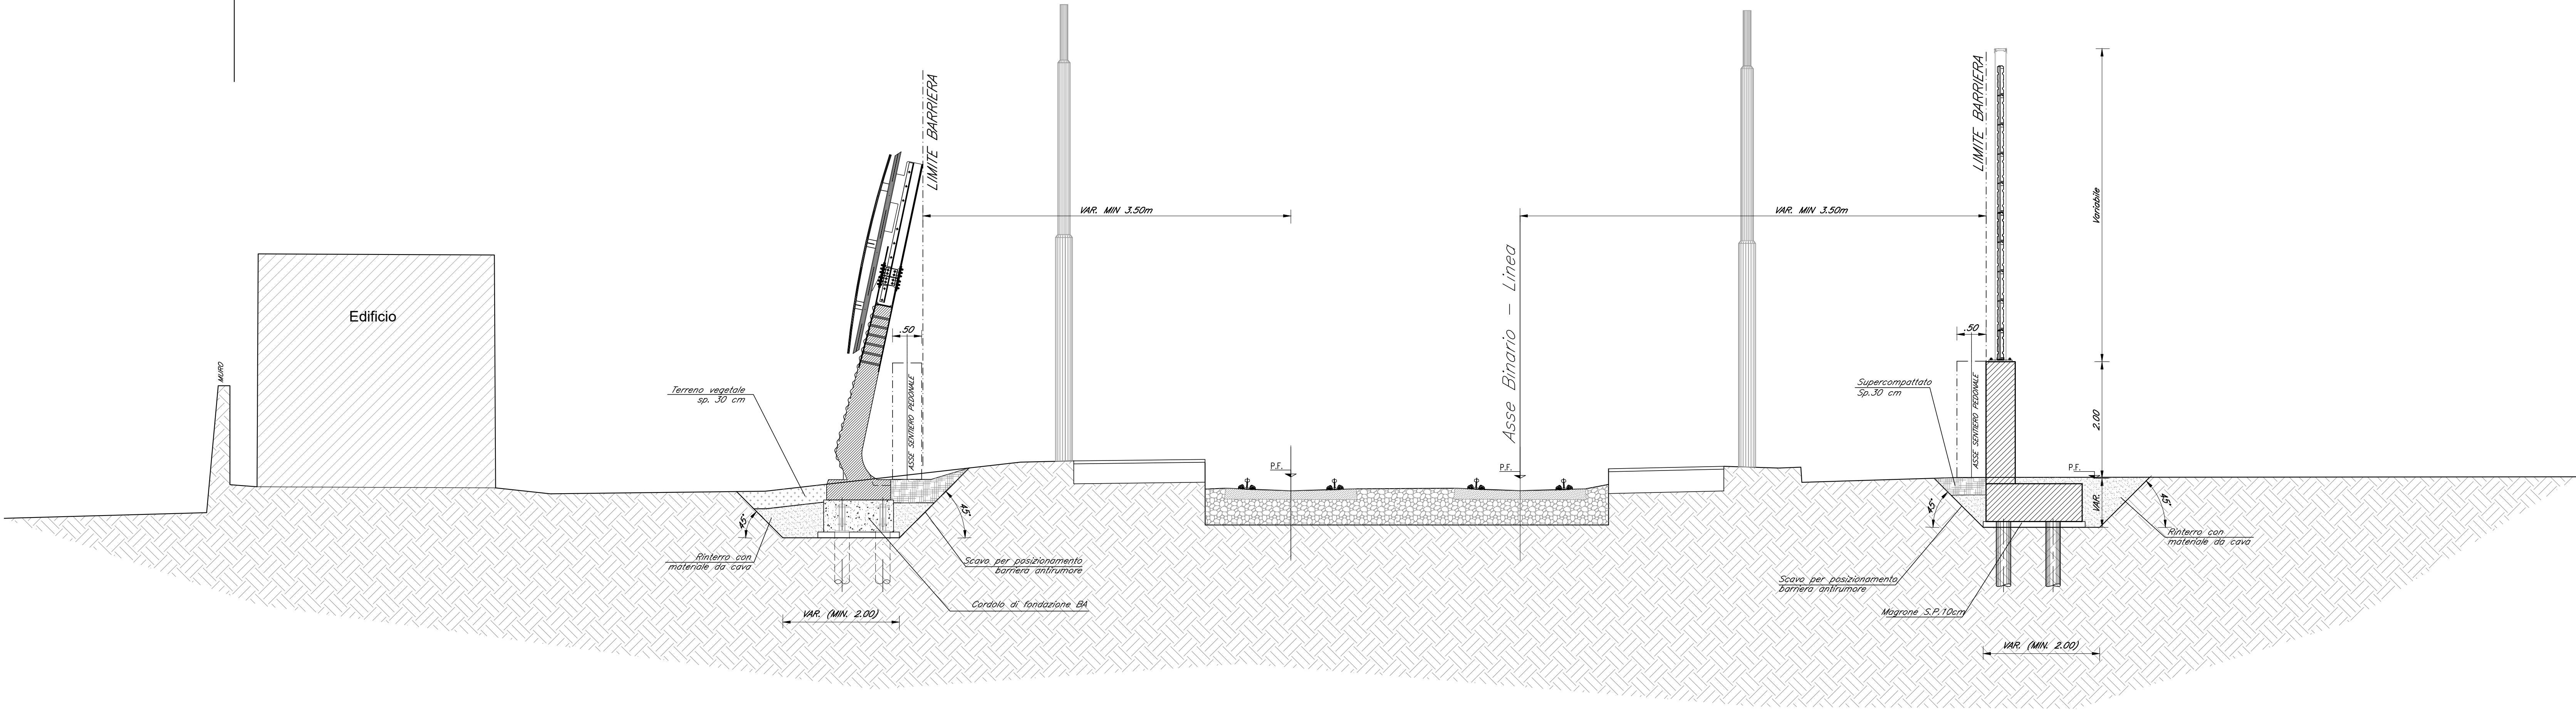 Edificio
MURO
Terreno vegetale
sp. 30 cm
Rinterro con
materiale da cava
45°
VAR. (MIN. 2.00)
.50
ASSE SENTIERO PEDONALE
LIMITE BARRIERA
45°
Scavo per posizionamento
barriera antirumore
Cordolo di fondazione BA
VAR. MIN 3.50m
P.F.
Asse Binario - Linea
P.F.
VAR. MIN 3.50m
LIMITE BARRIERA
.50
ASSE SENTIERO PEDONALE
Supercompattato
Sp.30 cm
45°
Scavo per posizionamento
barriera antirumore
Magrone S.P.10cm
VAR. (MIN. 2.00)
Variabile
2.00
P.F.
VAR.
45°
Rinterro con
materiale da cava